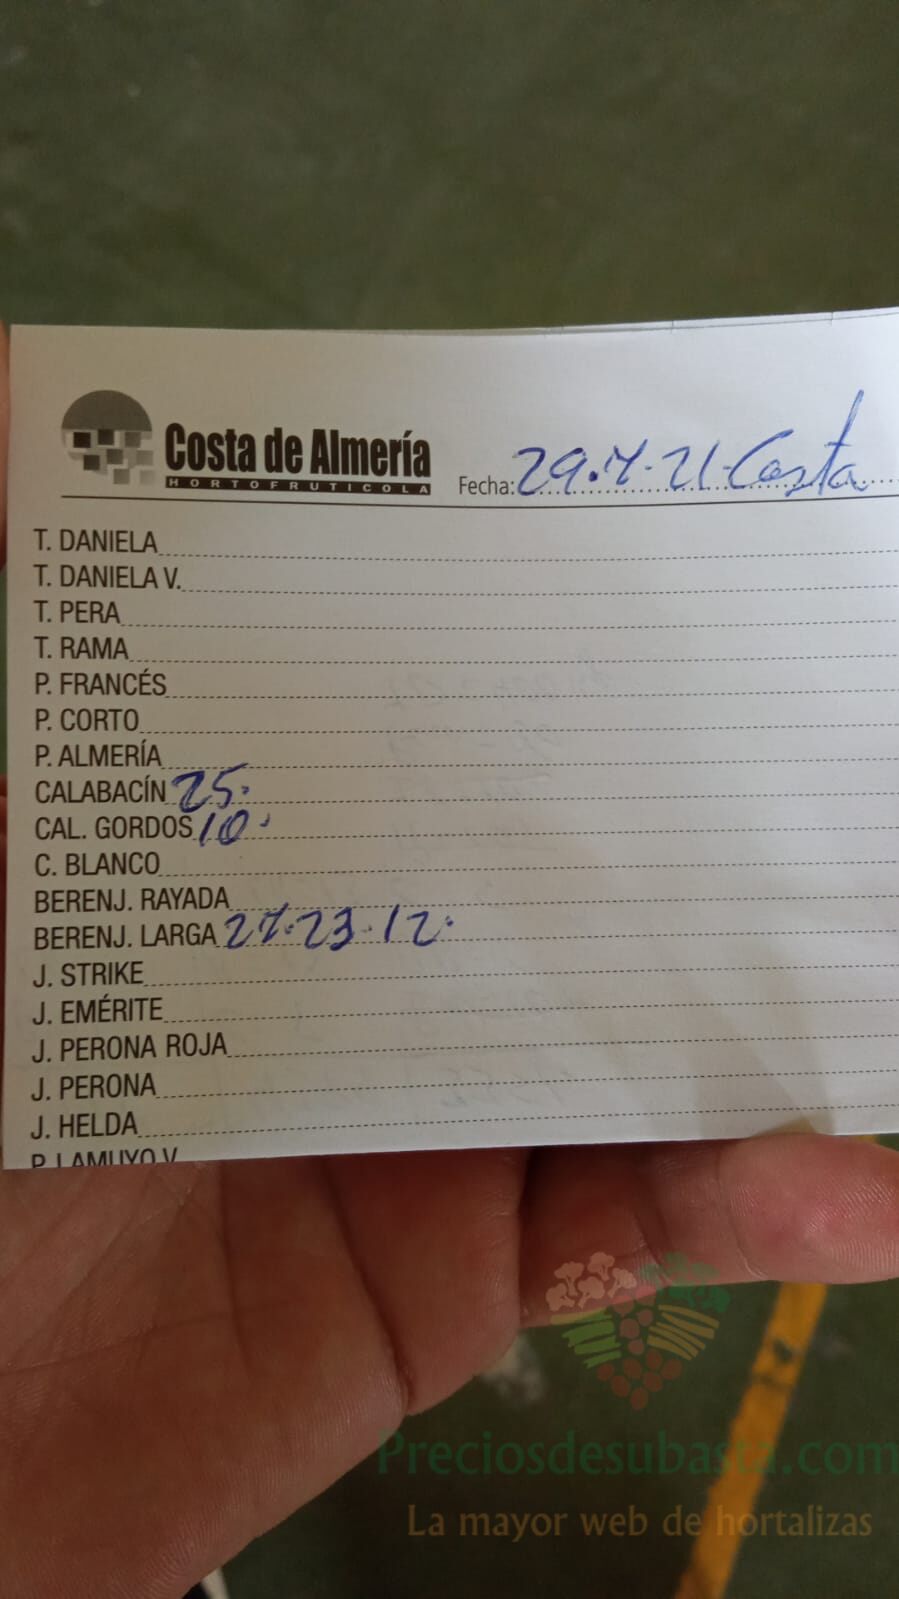 Costa de Almería
HORTOFRUTICOLA
Fecha: 29.7.21 Costa
T. DANIELA
T. DANIELA V.
T. PERA
T. RAMA
P. FRANCÉS
P. CORTO
P. ALMERÍA
CALABACÍN 25.
CAL. GORDOS 10.
C. BLANCO
BERENJ. RAYADA
BERENJ. LARGA 27.23.12.
J. STRIKE
J. EMÉRITE
J. PERONA ROJA
J. PERONA
J. HELDA
P. LAMUYO V.
Preciosdesubasta.com
La mayor web de hortalizas